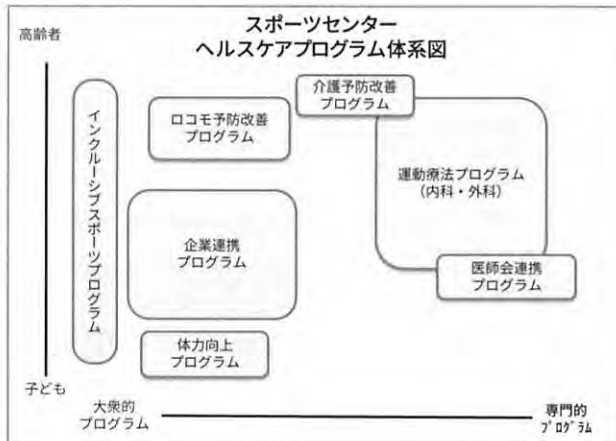 スポーツセンター
ヘルスケアプログラム体系図
高齢者
インクルーシブスポーツプログラム
ロコモ予防改善
プログラム
介護予防改善
プログラム
運動療法プログラム
（内科・外科）
企業連携
プログラム
医師会連携
プログラム
体力向上
プログラム
子ども
大衆的
プログラム
専門的
ﾌﾟﾛｸﾞﾗﾑ